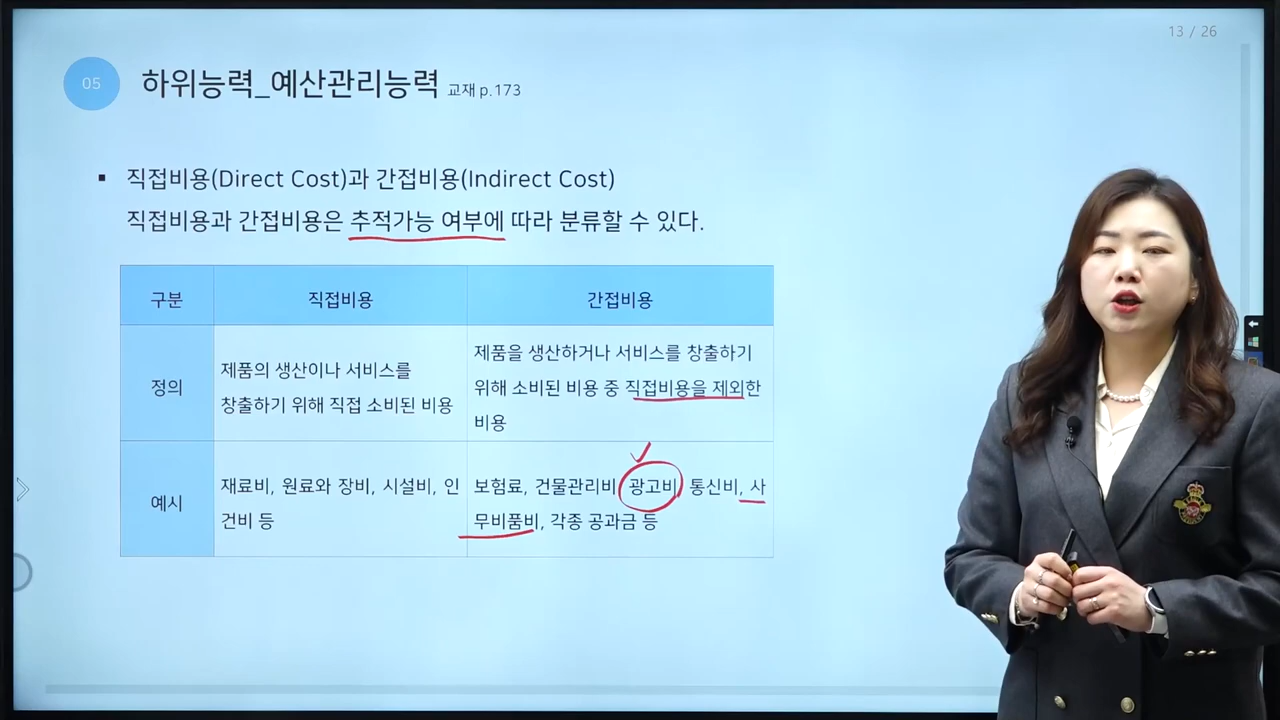 13 / 26
05
하위능력_예산관리능력 교재 p.173
▪ 직접비용(Direct Cost)과 간접비용(Indirect Cost)
직접비용과 간접비용은 추적가능 여부에 따라 분류할 수 있다.
구분
직접비용
간접비용
정의
제품의 생산이나 서비스를
창출하기 위해 직접 소비된 비용
제품을 생산하거나 서비스를 창출하기
위해 소비된 비용 중 직접비용을 제외한
비용
예시
재료비, 원료와 장비, 시설비, 인
건비 등
보험료, 건물관리비, 광고비, 통신비, 사
무비품비, 각종 공과금 등